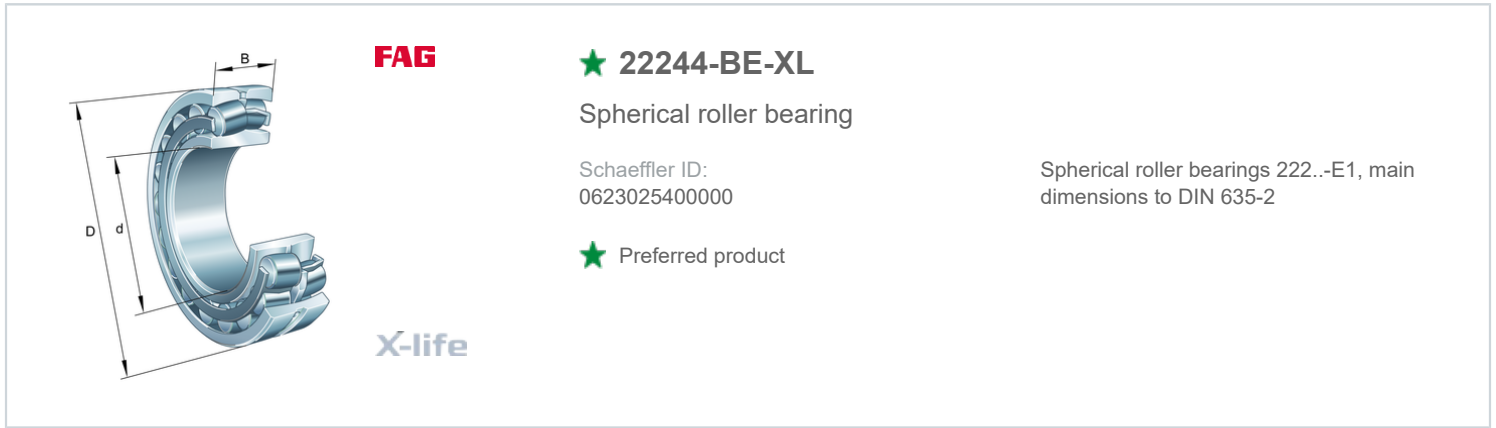 B
FAG
D
d
X-life
22244-BE-XL
Spherical roller bearing
Schaeffler ID:
0623025400000
Spherical roller bearings 222..-E1, main
dimensions to DIN 635-2
Preferred product